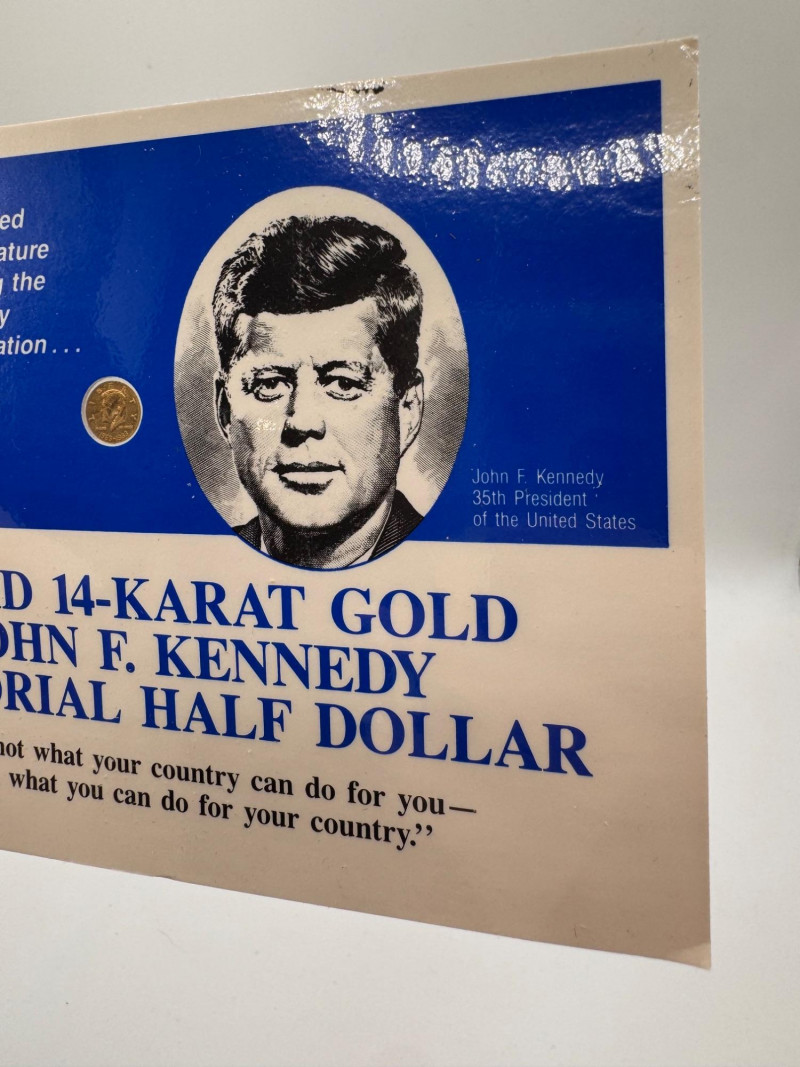 ed
ature
the
y
ation...
John F. Kennedy
35th President
of the United States
D 14-KARAT GOLD
OHN F. KENNEDY
ORIAL HALF DOLLAR
not what your country can do for you—
what you can do for your country.”